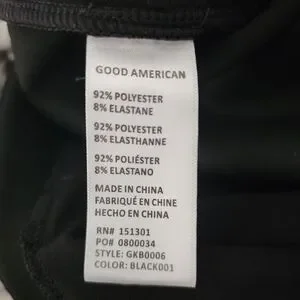 GOOD AMERICAN
92% POLYESTER
8% ELASTANE
92% POLYESTER
8% ELASTHANNE
92% POLIÉSTER
8% ELASTANO
MADE IN CHINA
FABRIQUÉ EN CHINE
HECHO EN CHINA
RN# 151301
PO# 0800034
STYLE: GKB0006
COLOR: BLACK001